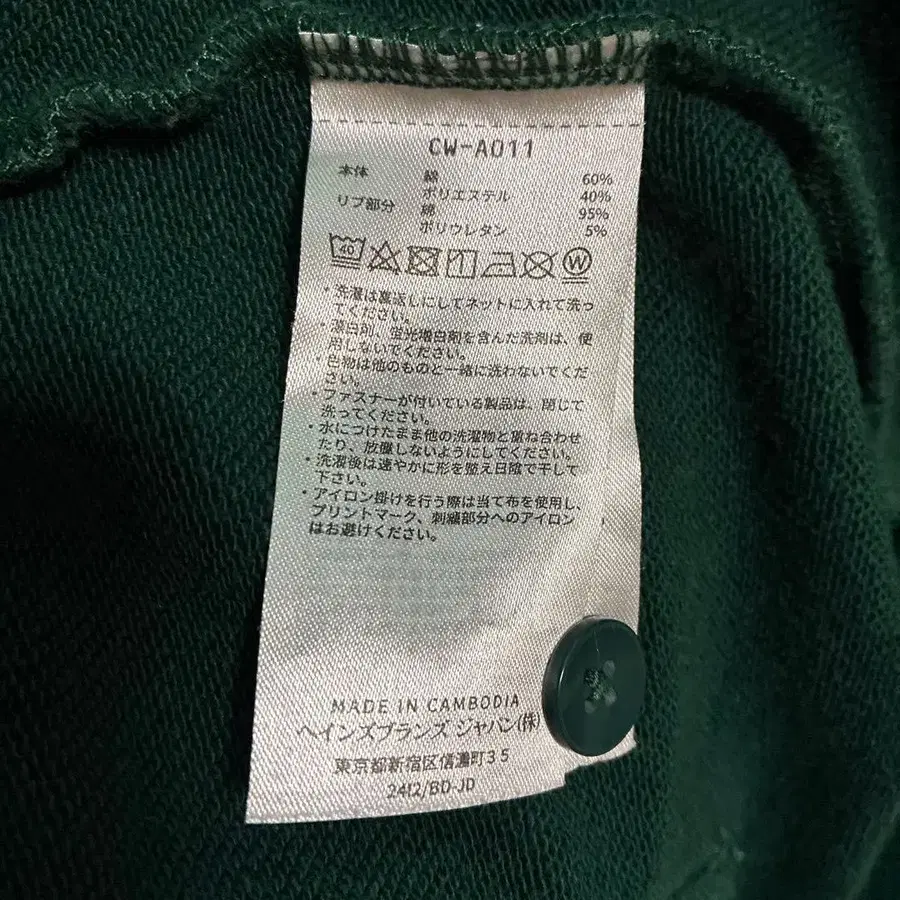 CW-A011
本体 綿 60%
ポリエステル 40%
リブ部分 綿 95%
ポリウレタン 5%
40 W
・洗濯は裏返しにしてネットに入れて洗っ
てください。
・漂白剤、蛍光増白剤を含んだ洗剤は、使
用しないでください。
・色物は他のものと一緒に洗わないでくだ
さい。
・ファスナーが付いている製品は、閉じて
洗ってください。
・水につけたまま他の洗濯物と重ね合わせ
たり、放置しないようにしてください。
・洗濯後は速やかに形を整え日陰で干して
下さい。
・アイロン掛けを行う際は当て布を使用し、
プリントマーク、刺繍部分へのアイロン
はお避けください。
MADE IN CAMBODIA
ヘインズブランズ ジャパン(株)
東京都新宿区信濃町35
2412/BD-JD